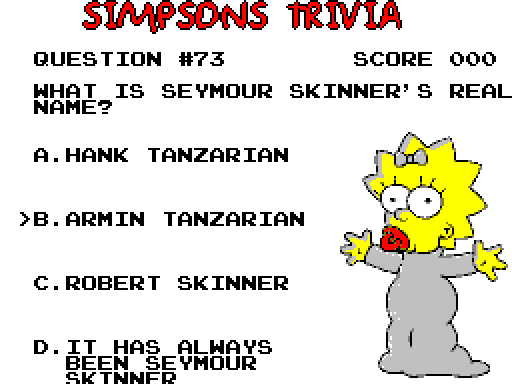 SIMPSONS TRIVIA
QUESTION #73 SCORE 000
WHAT IS SEYMOUR SKINNER'S REAL
NAME?
A.HANK TANZARIAN
>B.ARMIN TANZARIAN
C.ROBERT SKINNER
D.IT HAS ALWAYS
BEEN SEYMOUR
SKINNER